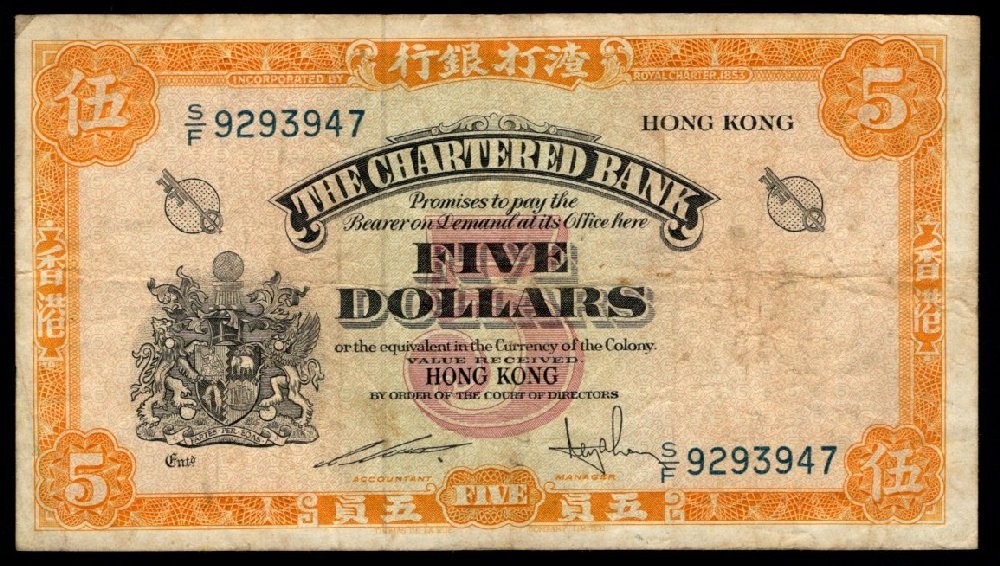 行銀打渣
INCORPORATED BY ROYAL CHARTER 1853
伍
5
S/F 9293947
HONG KONG
THE CHARTERED BANK
Promises to pay the
Bearer on Demand at its Office here
5
FIVE
DOLLARS
or the equivalent in the Currency of the Colony.
VALUE RECEIVED
HONG KONG
BY ORDER OF THE COURT OF DIRECTORS
香港
香港
Entd
S/F 9293947
ACCOUNTANT
MANAGER
5
員五
FIVE
員五
伍